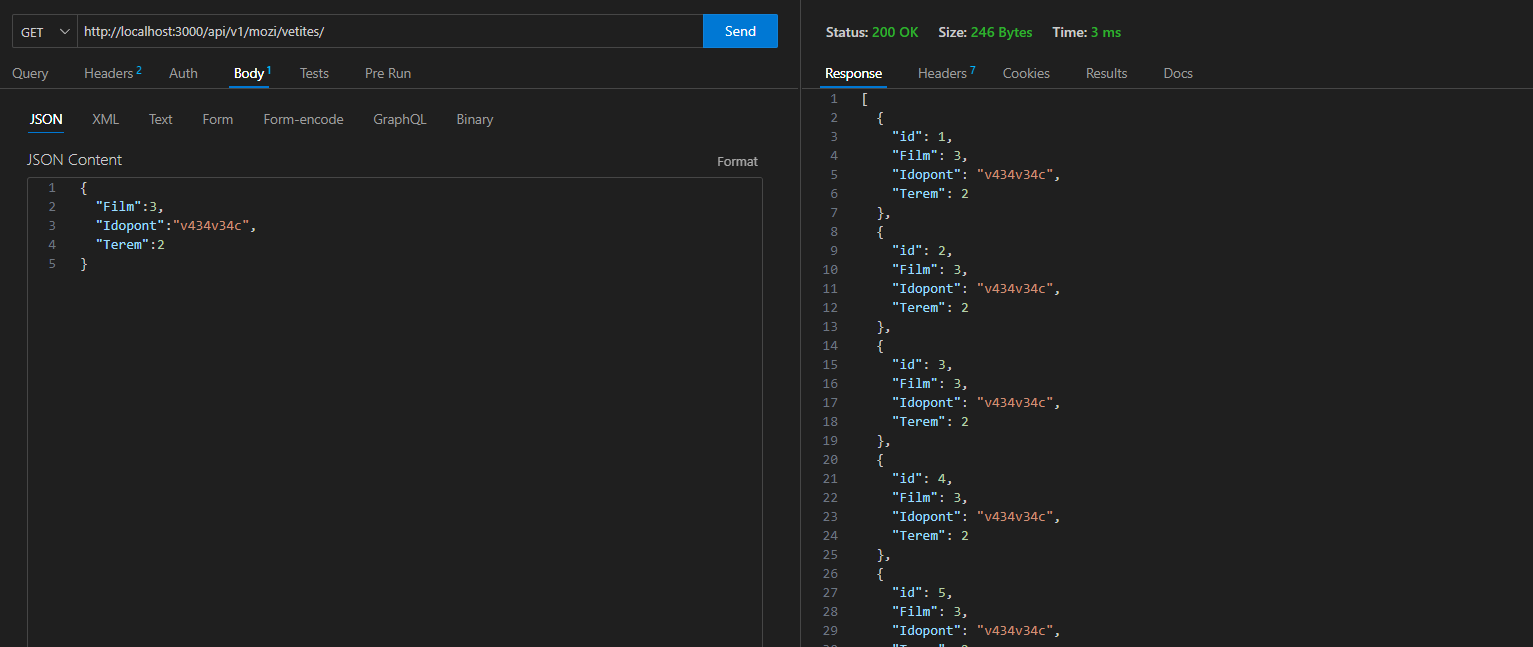 GET http://localhost:3000/api/v1/mozi/vetites/ Send
Query Headers 2 Auth Body 1 Tests Pre Run
JSON XML Text Form Form-encode GraphQL Binary
JSON Content Format
1 {
2 "Film":3,
3 "Idopont":"v434v34c",
4 "Terem":2
5 }
Status: 200 OK Size: 246 Bytes Time: 3 ms
Response Headers 7 Cookies Results Docs
1 [
2 {
3 "id": 1,
4 "Film": 3,
5 "Idopont": "v434v34c",
6 "Terem": 2
7 },
8 {
9 "id": 2,
10 "Film": 3,
11 "Idopont": "v434v34c",
12 "Terem": 2
13 },
14 {
15 "id": 3,
16 "Film": 3,
17 "Idopont": "v434v34c",
18 "Terem": 2
19 },
20 {
21 "id": 4,
22 "Film": 3,
23 "Idopont": "v434v34c",
24 "Terem": 2
25 },
26 {
27 "id": 5,
28 "Film": 3,
29 "Idopont": "v434v34c",